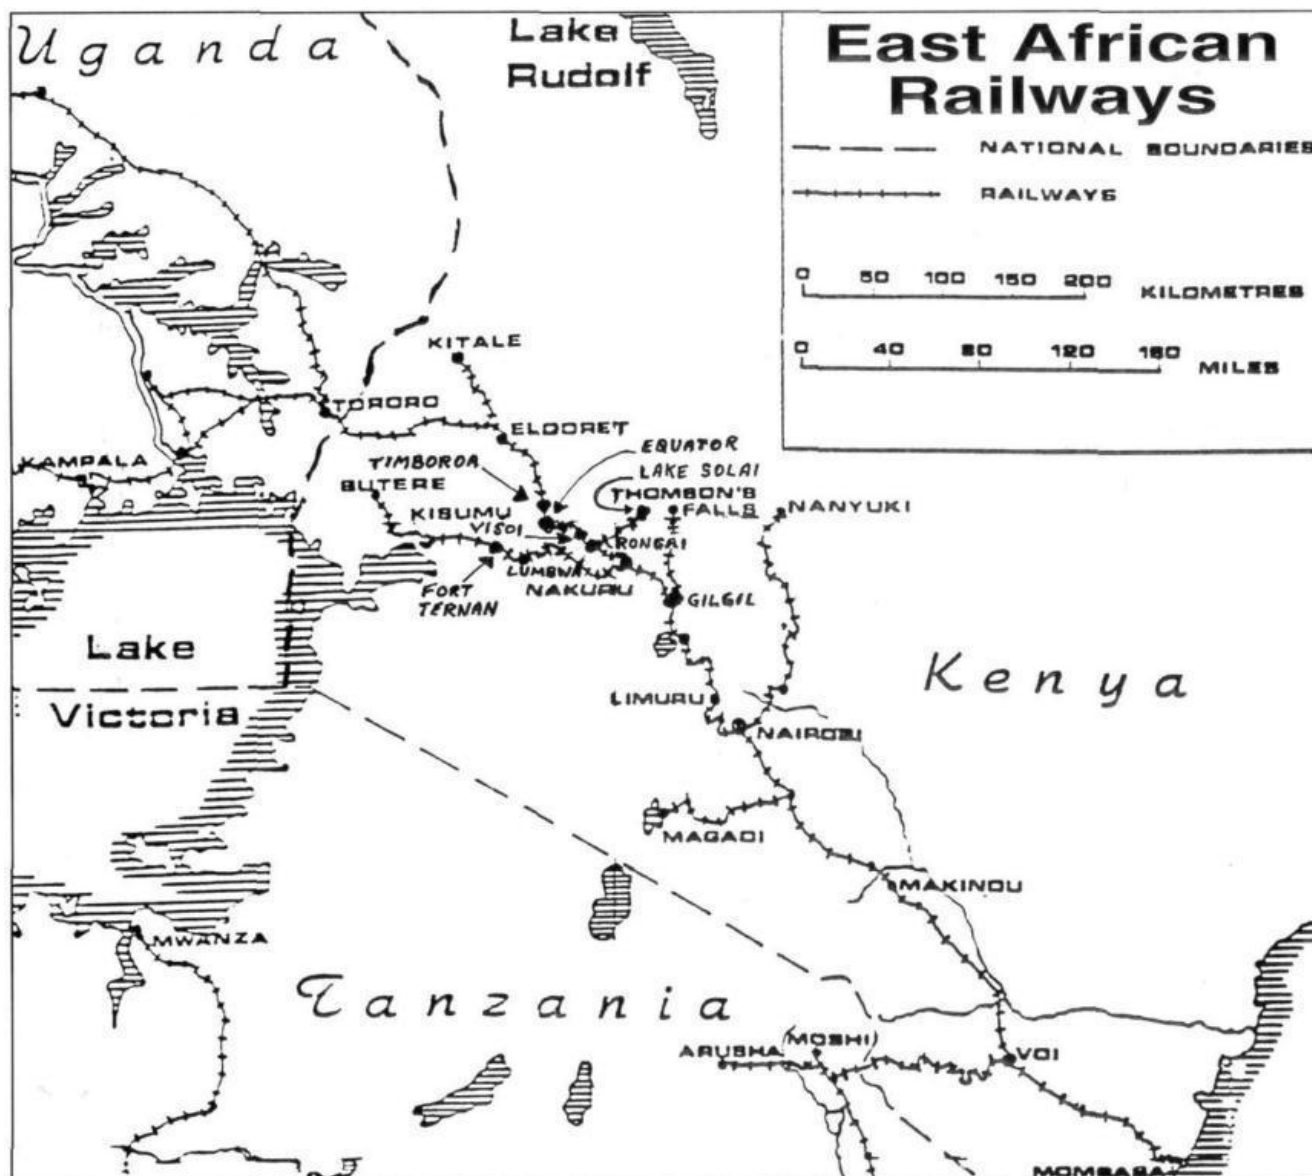 Uganda
Lake
Rudolf
East African
Railways
NATIONAL BOUNDARIES
RAILWAYS
0 50 100 150 200
KILOMETRES
0 40 80 120 160
MILES
KITALE
TORORO
ELDORET
EQUATOR
KAMPALA
TIMBOROA
LAKE SOLAI
BUTERE
THOMSON'S
FALLS
NANYUKI
KISUMU
VISOI
RONGAI
LUMBWA
NAKURU
FORT
TERNAN
GILGIL
Lake
Victoria
Kenya
LIMURU
NAIROBI
MAGADI
MAKINDU
MWANZA
Tanzania
ARUSHA
MOSHI
VOI
MOMBASA